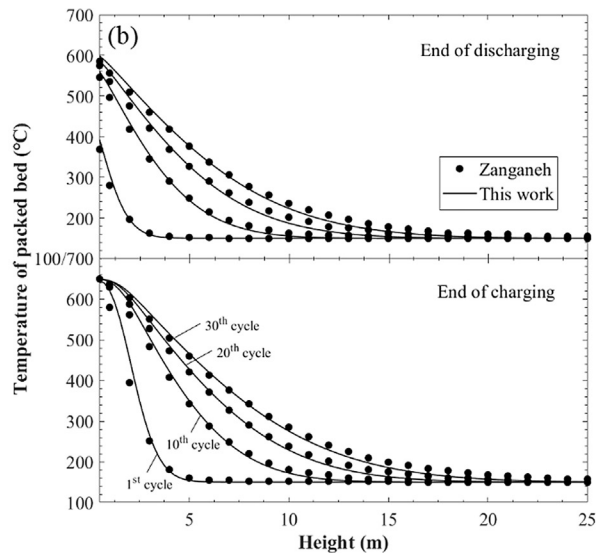 (b)
End of discharging
Zanganeh
This work
700
600
500
400
300
200
100/700
End of charging
30th cycle
20th cycle
10th cycle
1st cycle
600
500
400
300
200
100
5
10
15
20
25
Temperature of packed bed (°C)
Height (m)